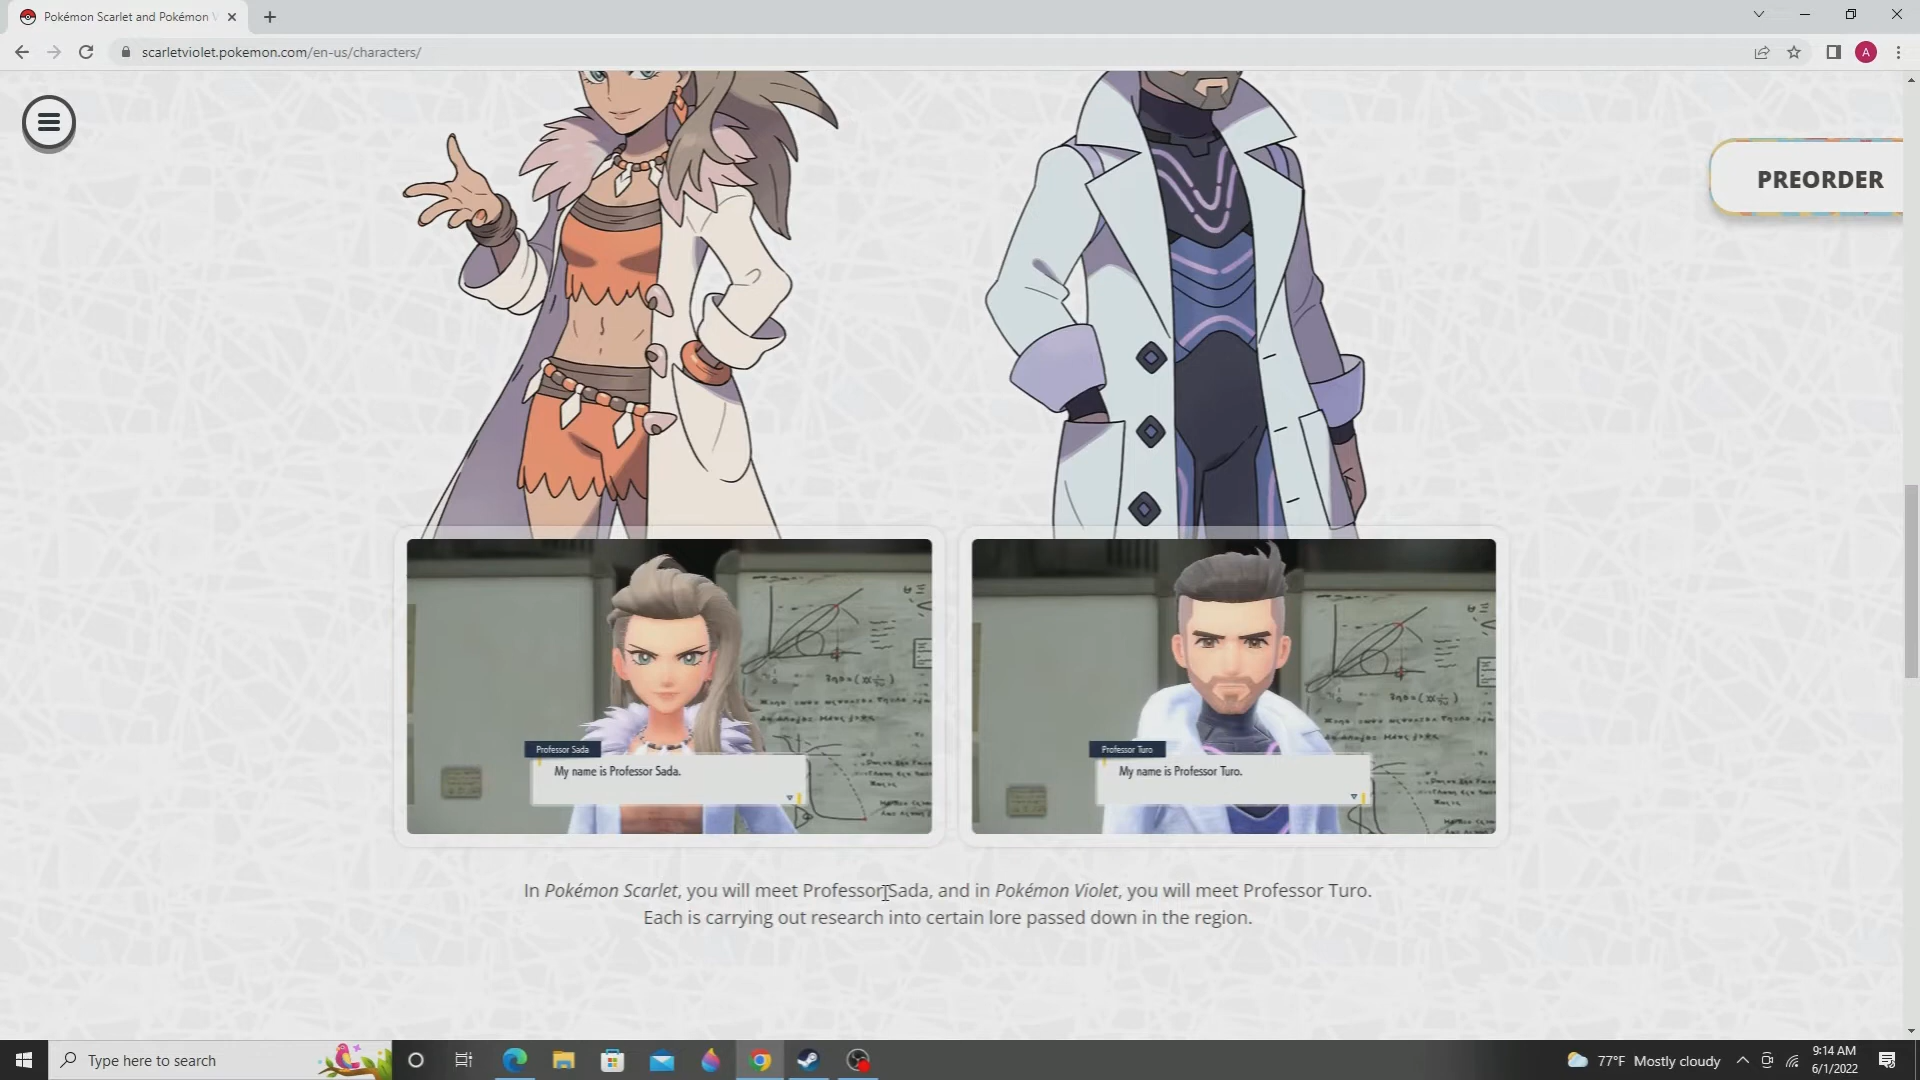 Pokémon Scarlet and Pokémon V
scarletviolet.pokemon.com/en-us/characters/
A
PREORDER
Professor Sada
My name is Professor Sada.
Professor Turo
My name is Professor Turo.
In Pokémon Scarlet, you will meet Professor Sada, and in Pokémon Violet, you will meet Professor Turo.
Each is carrying out research into certain lore passed down in the region.
Type here to search
77°F Mostly cloudy
9:14 AM
6/1/2022